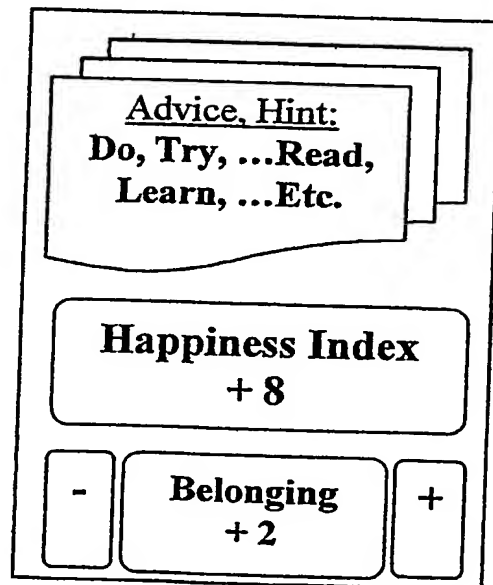 Advice, Hint:
Do, Try, ...Read,
Learn, ...Etc.
Happiness Index
+ 8
-
Belonging
+ 2
+